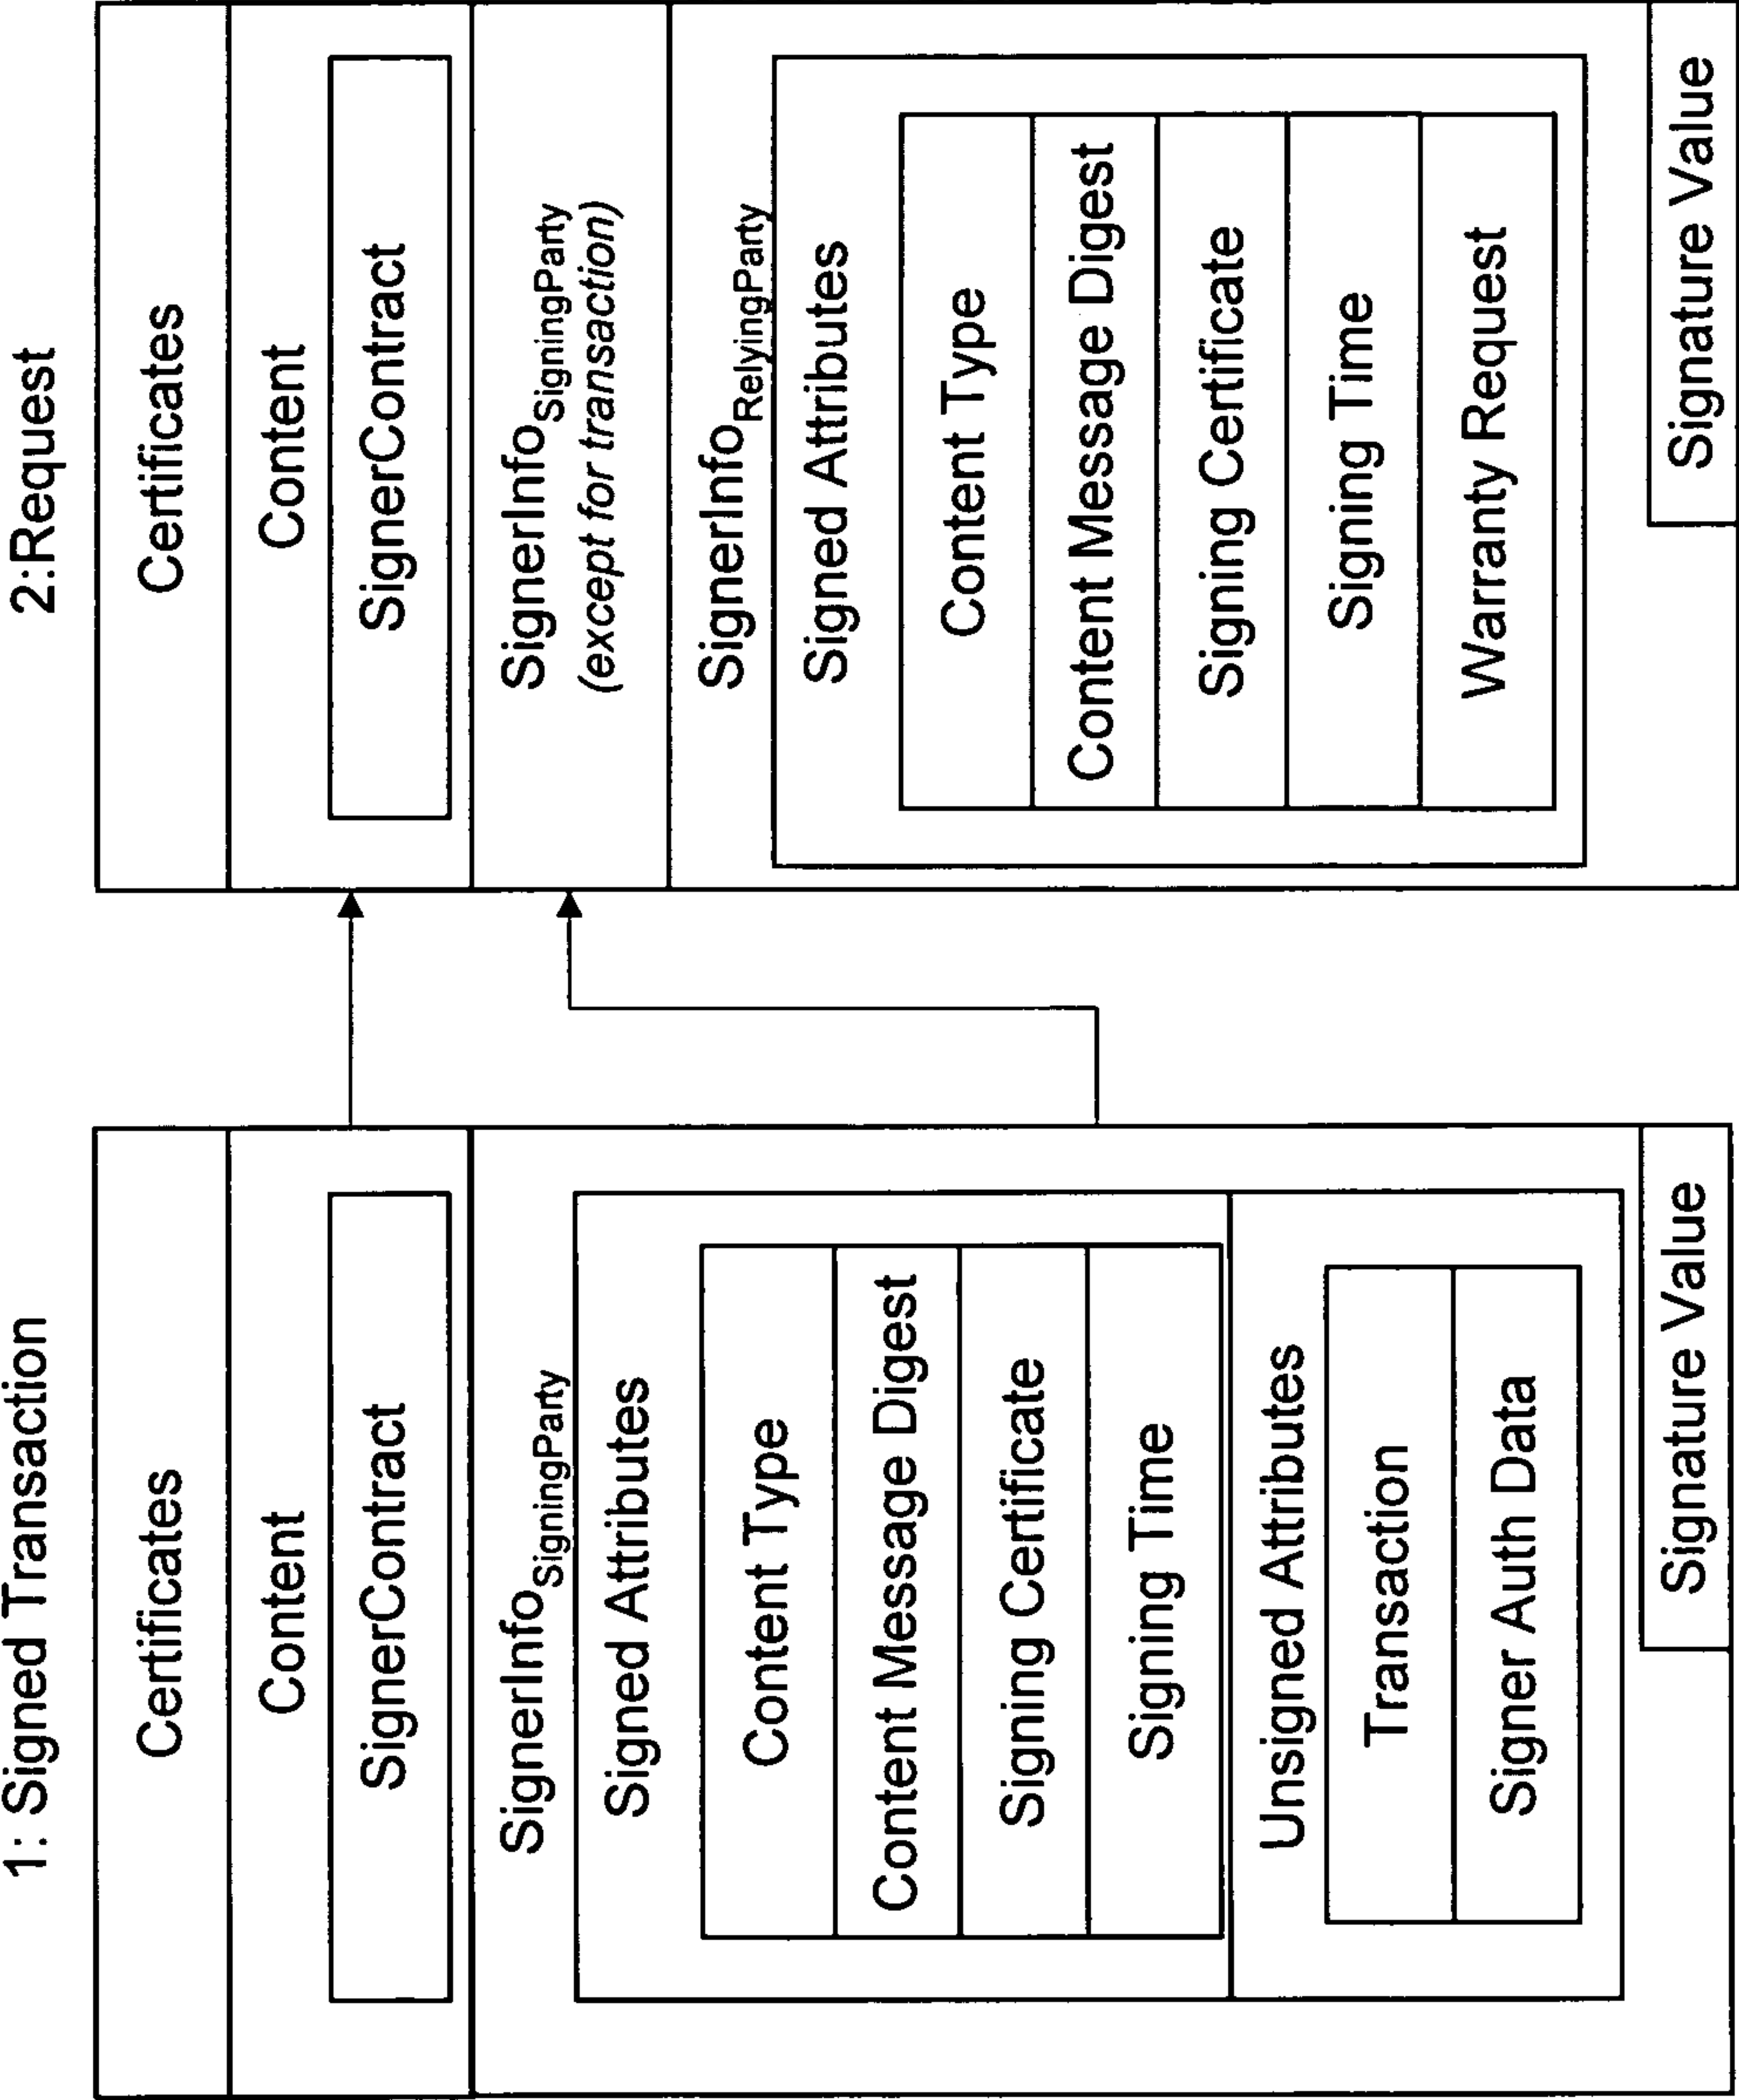 1: Signed Transaction
Certificates
Content
SignerContract
SignerInfoSigningParty
Signed Attributes
Content Type
Content Message Digest
Signing Certificate
Signing Time
Unsigned Attributes
Transaction
Signer Auth Data
Signature Value
2:Request
Certificates
Content
SignerContract
SignerInfoSigningParty
(except for transaction)
SignerInfoRelyingParty
Signed Attributes
Content Type
Content Message Digest
Signing Certificate
Signing Time
Warranty Request
Signature Value